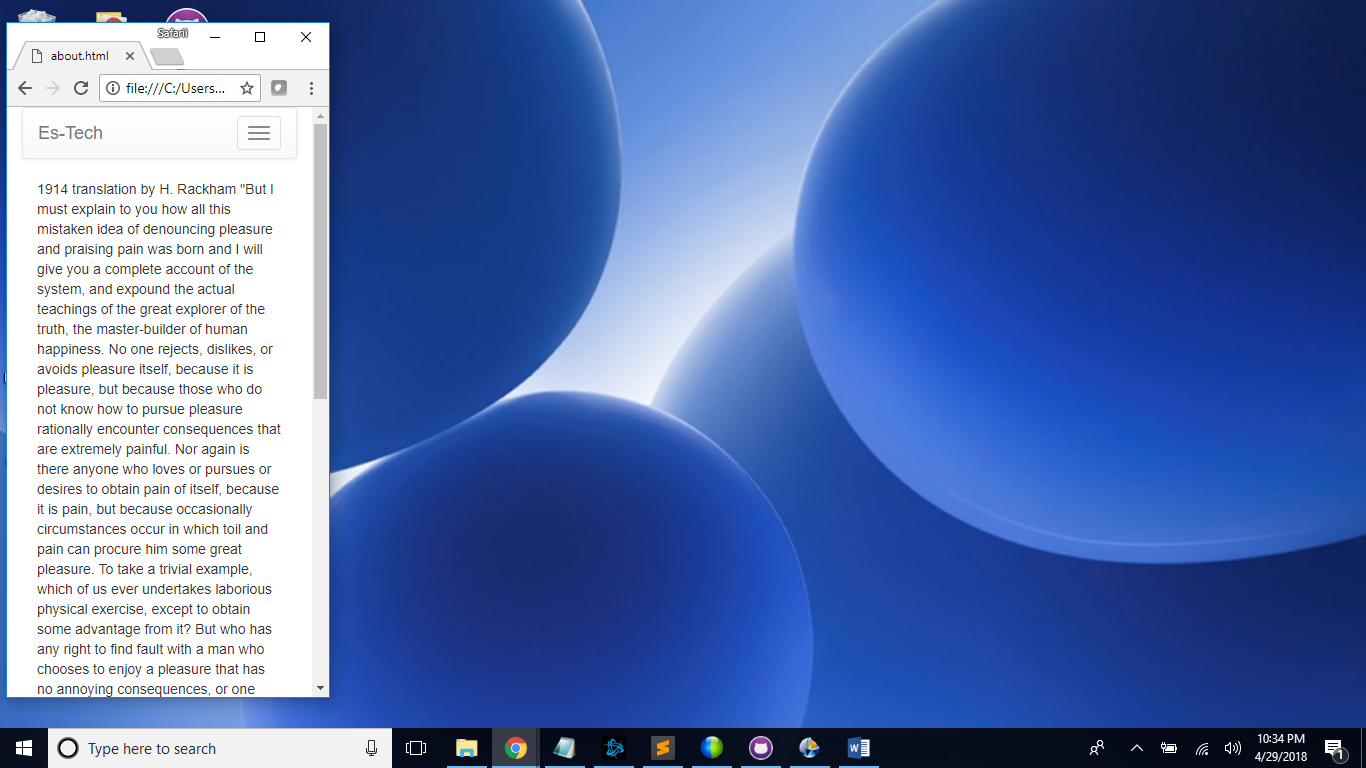 Safarii
about.html
file:///C:/Users...
Es-Tech
1914 translation by H. Rackham "But I
must explain to you how all this
mistaken idea of denouncing pleasure
and praising pain was born and I will
give you a complete account of the
system, and expound the actual
teachings of the great explorer of the
truth, the master-builder of human
happiness. No one rejects, dislikes, or
avoids pleasure itself, because it is
pleasure, but because those who do
not know how to pursue pleasure
rationally encounter consequences that
are extremely painful. Nor again is
there anyone who loves or pursues or
desires to obtain pain of itself, because
it is pain, but because occasionally
circumstances occur in which toil and
pain can procure him some great
pleasure. To take a trivial example,
which of us ever undertakes laborious
physical exercise, except to obtain
some advantage from it? But who has
any right to find fault with a man who
chooses to enjoy a pleasure that has
no annoying consequences, or one
Type here to search
10:34 PM
4/29/2018
1